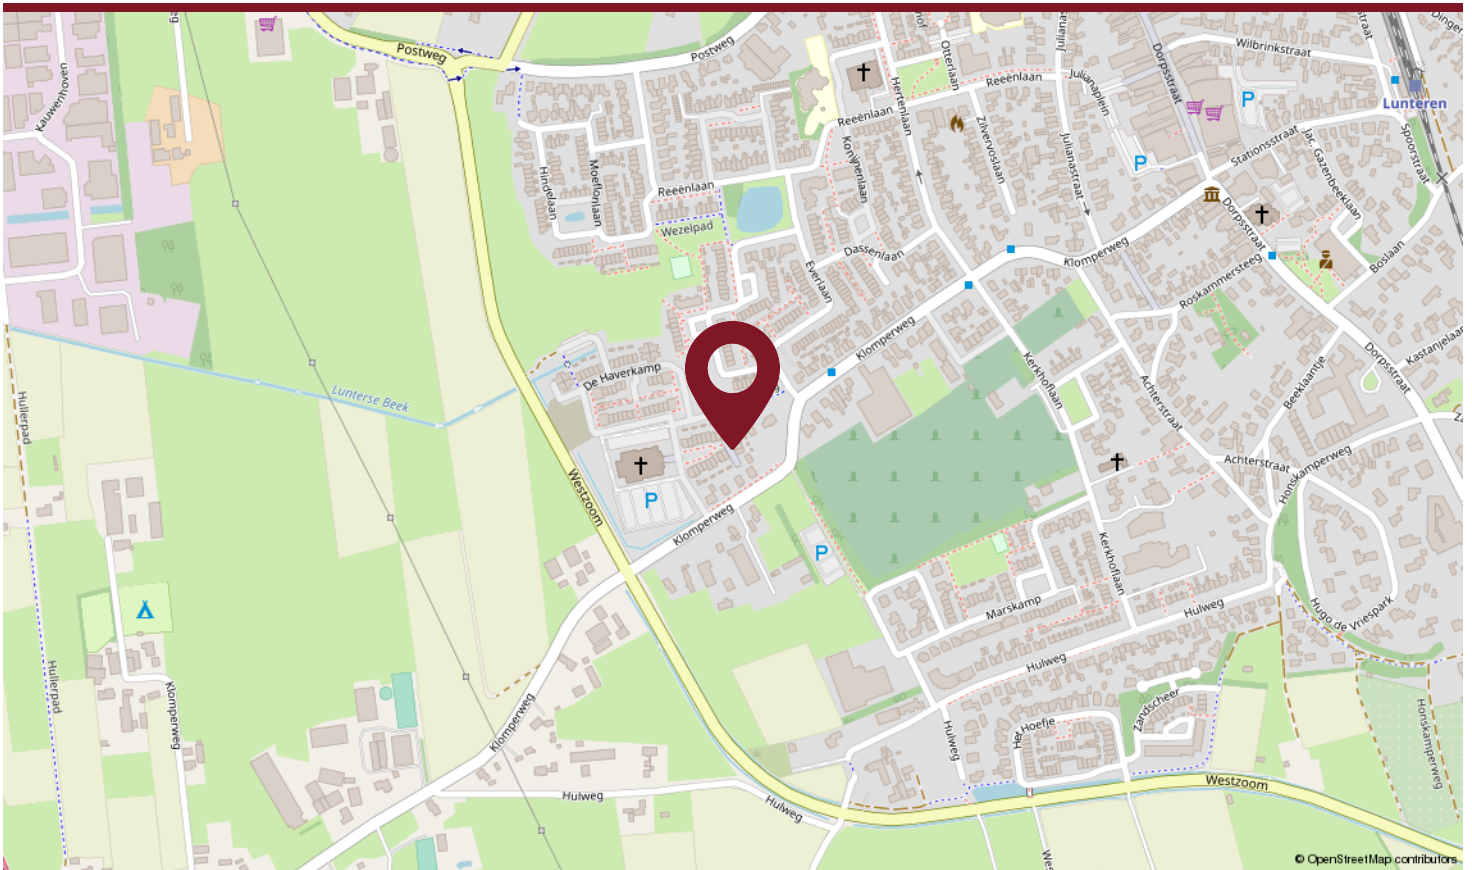 Postweg
Postweg
Kauwenhoven
Hindelaan
Moeflonlaan
Reeënlaan
Wezelpad
Reeënlaan
Reeënlaan
Hertenlaan
Otterlaan
Konijnenlaan
Zilvervoslaan
Julianaplein
Julianastraat
Dorpsstraat
Wilbrinkstraat
Lunteren
P
P
Stationsstraat
Jac. Gazenbeeklaan
Spoorstraat
Dorpsstraat
Boslaan
Roskammersteeg
Klomperweg
Dassenlaan
Everlaan
Klomperweg
Kerkhoflaan
Achterstraat
Beeklaantje
Dorpsstraat
Kastanjelaan
Lunterse Beek
De Haverkamp
Hullerpad
Westzoom
P
Klomperweg
P
Achterstraat
Honskamperweg
Kerkhoflaan
Marskamp
Hulweg
Hugo de Vriespark
Hulweg
Hullerpad
Klomperweg
Klomperweg
Hulweg
Het Hoefje
Zandscheer
Honskamperweg
Hulweg
Hulweg
Westzoom
© OpenStreetMap contributors